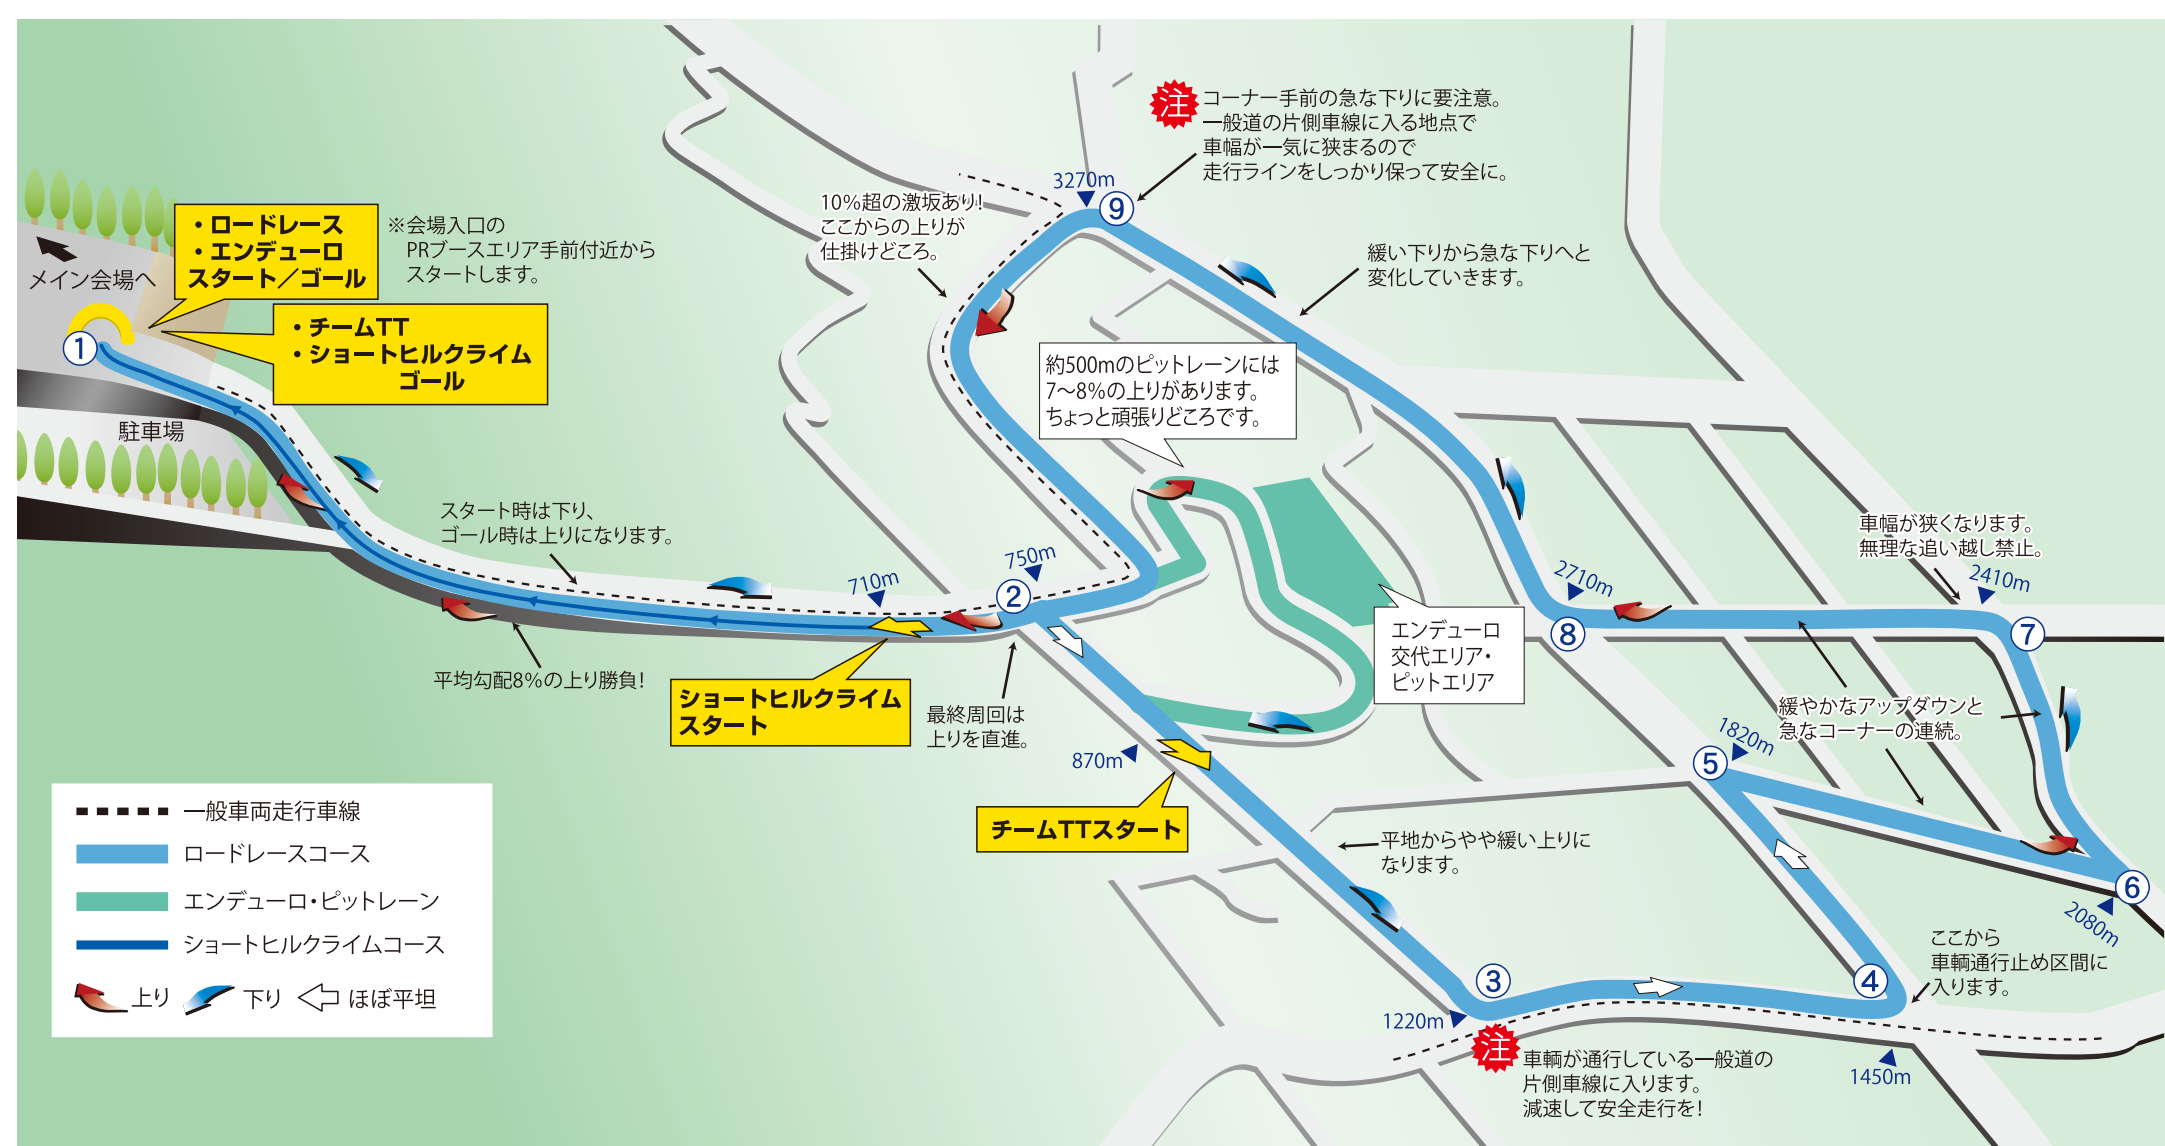 注
コーナー手前の急な下りに要注意。
一般道の片側車線に入る地点で
車幅が一気に狭まるので
走行ラインをしっかり保って安全に。
3270m
⑨
10%超の激坂あり!
ここからの上りが
仕掛けどころ。
・ロードレース
・エンデューロ
スタート／ゴール
※会場入口の
PRブースエリア手前付近から
スタートします。
メイン会場へ
緩い下りから急な下りへと
変化していきます。
・チームTT
・ショートヒルクライム
ゴール
①
約500mのピットレーンには
7〜8%の上りがあります。
ちょっと頑張りどころです。
駐車場
スタート時は下り、
ゴール時は上りになります。
車幅が狭くなります。
無理な追い越し禁止。
710m
750m
②
2710m
⑧
2410m
⑦
エンデューロ
交代エリア・
ピットエリア
平均勾配8%の上り勝負!
ショートヒルクライム
スタート
最終周回は
上りを直進。
緩やかなアップダウンと
急なコーナーの連続。
870m
1820m
⑤
チームTTスタート
平地からやや緩い上りに
なります。
⑥
2080m
ここから
車輌通行止め区間に
入ります。
③
④
1220m
注
車輌が通行している一般道の
片側車線に入ります。
減速して安全走行を!
1450m
一般車両走行車線
ロードレースコース
エンデューロ・ピットレーン
ショートヒルクライムコース
上り
下り
ほぼ平坦